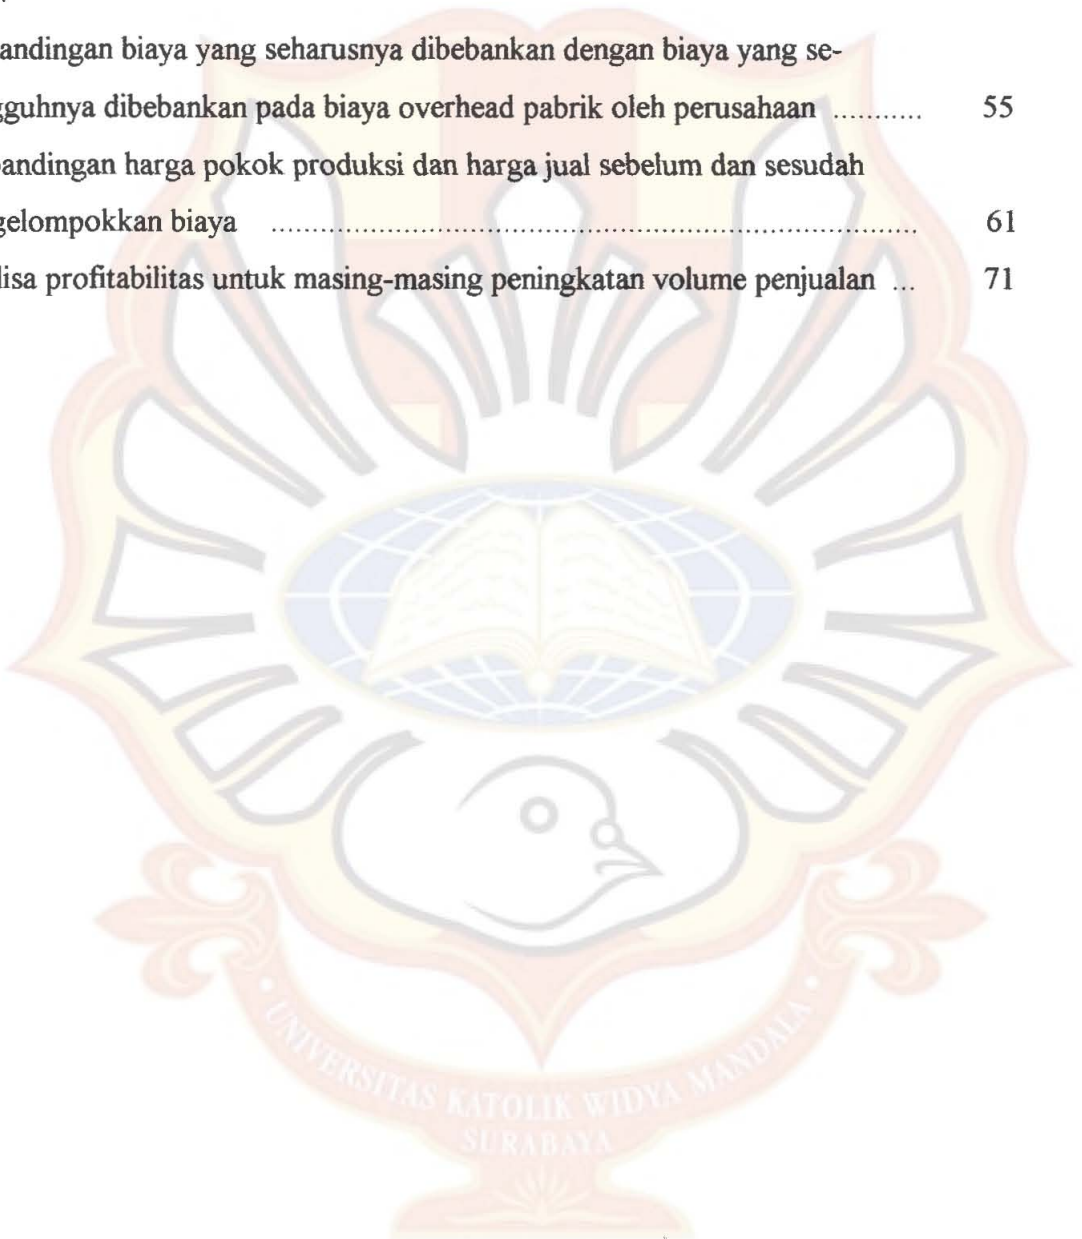 andingan biaya yang seharusnya dibebankan dengan biaya yang se-
gguhnya dibebankan pada biaya overhead pabrik oleh perusahaan ........... 55
andingan harga pokok produksi dan harga jual sebelum dan sesudah
gelompokkan biaya ........................................................................... 61
lisa profitabilitas untuk masing-masing peningkatan volume penjualan ... 71
UNIVERSITAS KATOLIK WIDYA MANDALA
SURABAYA